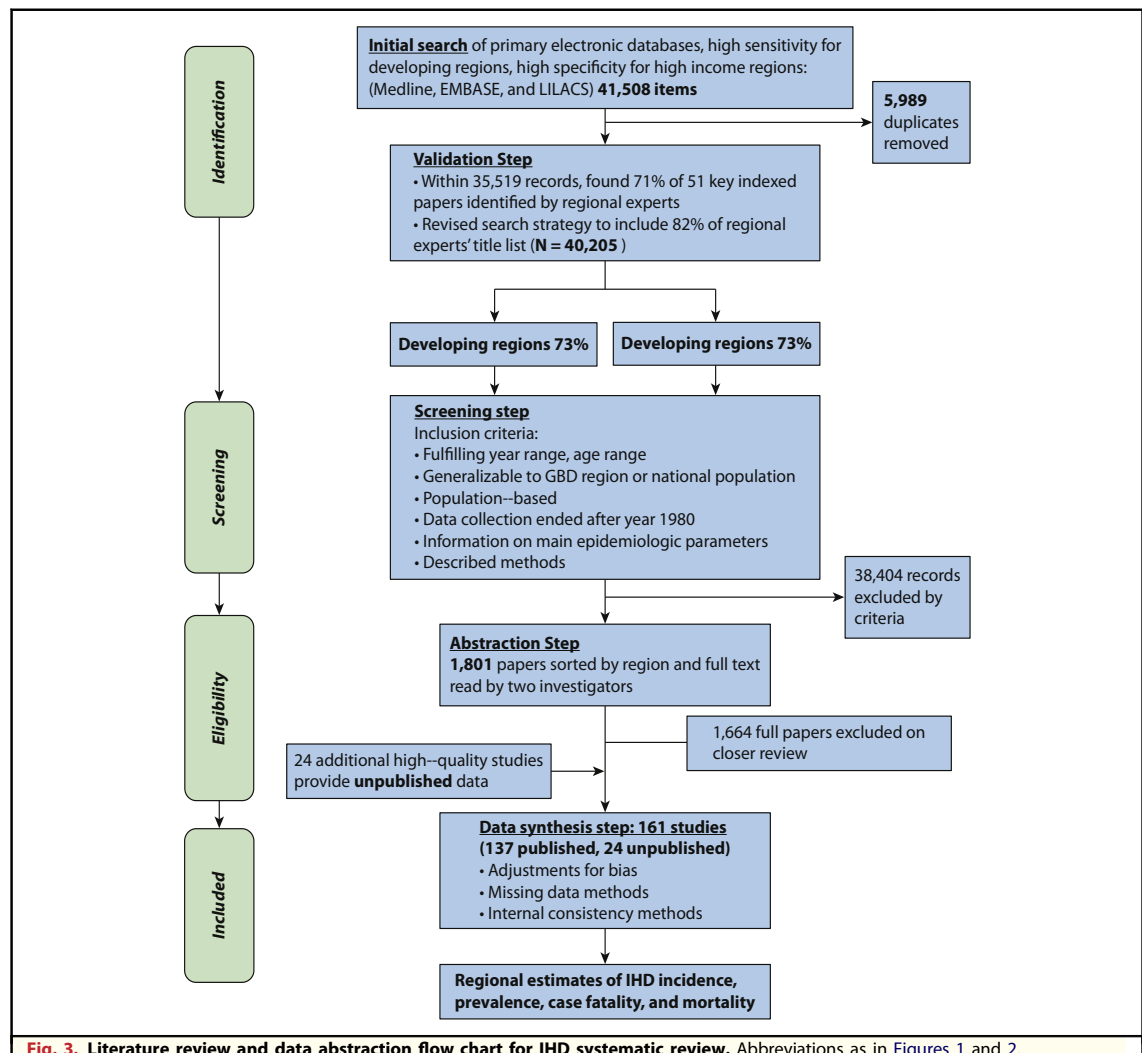 Identification
Screening
Eligibility
Included
Initial search of primary electronic databases, high sensitivity for
developing regions, high specificity for high income regions:
(Medline, EMBASE, and LILACS) 41,508 items
5,989
duplicates
removed
Validation Step
• Within 35,519 records, found 71% of 51 key indexed
papers identified by regional experts
• Revised search strategy to include 82% of regional
experts' title list (N = 40,205 )
Developing regions 73%
Developing regions 73%
Screening step
Inclusion criteria:
• Fulfilling year range, age range
• Generalizable to GBD region or national population
• Population--based
• Data collection ended after year 1980
• Information on main epidemiologic parameters
• Described methods
38,404 records
excluded by
criteria
Abstraction Step
1,801 papers sorted by region and full text
read by two investigators
1,664 full papers excluded on
closer review
24 additional high--quality studies
provide unpublished data
Data synthesis step: 161 studies
(137 published, 24 unpublished)
• Adjustments for bias
• Missing data methods
• Internal consistency methods
Regional estimates of IHD incidence,
prevalence, case fatality, and mortality
Fig. 3. Literature review and data abstraction flow chart for IHD systematic review. Abbreviations as in Figures 1 and 2.